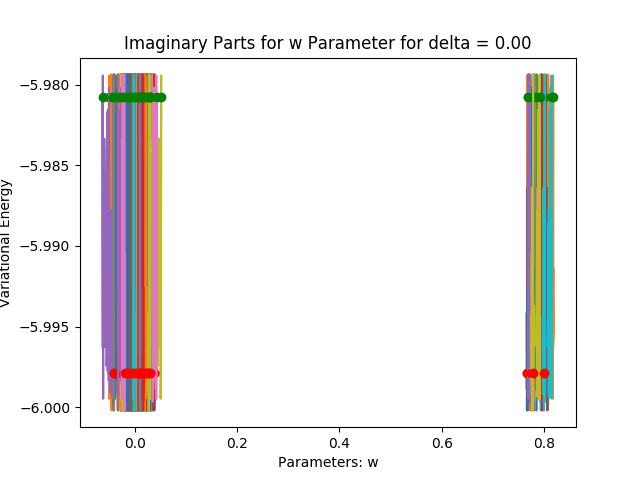 Imaginary Parts for w Parameter for delta = 0.00
−5.980
−5.985
−5.990
−5.995
−6.000
Variational Energy
0.0 0.2 0.4 0.6 0.8
Parameters: w